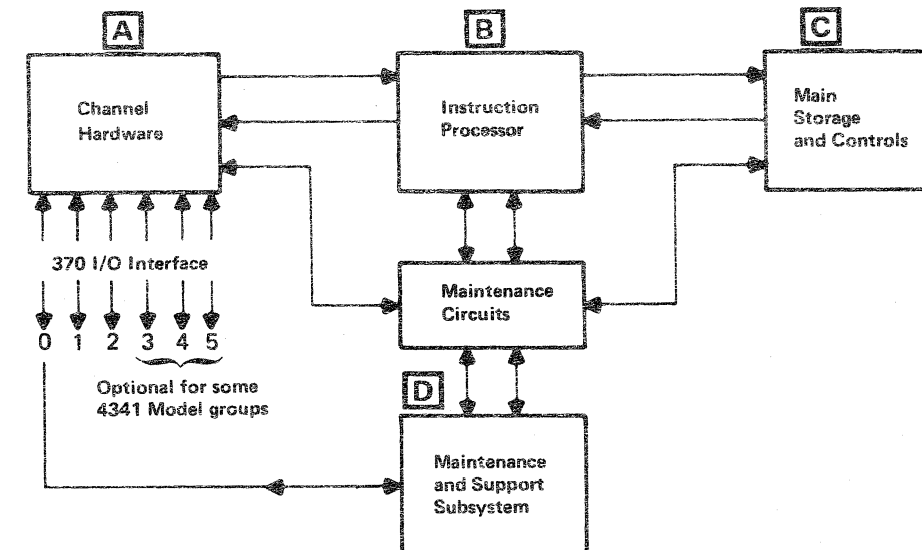 A
B
C
Channel
Hardware
Instruction
Processor
Main
Storage
and Controls
370 I/O Interface
0 1 2 3 4 5
Optional for some
4341 Model groups
Maintenance
Circuits
D
Maintenance
and Support
Subsystem